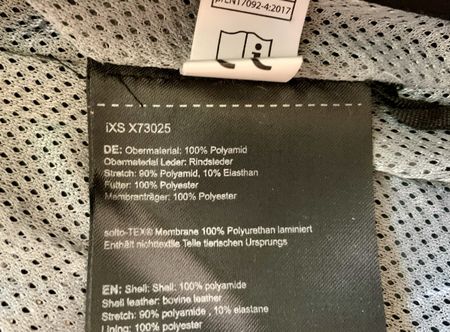 prEN17092-4:2017
iXS X73025
DE: Obermaterial: 100% Polyamid
Obermaterial Leder: Rindsleder
Stretch: 90% Polyamid, 10% Elasthan
Futter: 100% Polyester
Membranträger: 100% Polyester
solto-TEX® Membrane 100% Polyurethan laminiert
Enthält nichttextile Teile tierischen Ursprungs
EN: Shell: Shell: 100% polyamide
Shell leather: bovine leather
Stretch: 90% polyamide , 10% elastane
Lining: 100% polyester